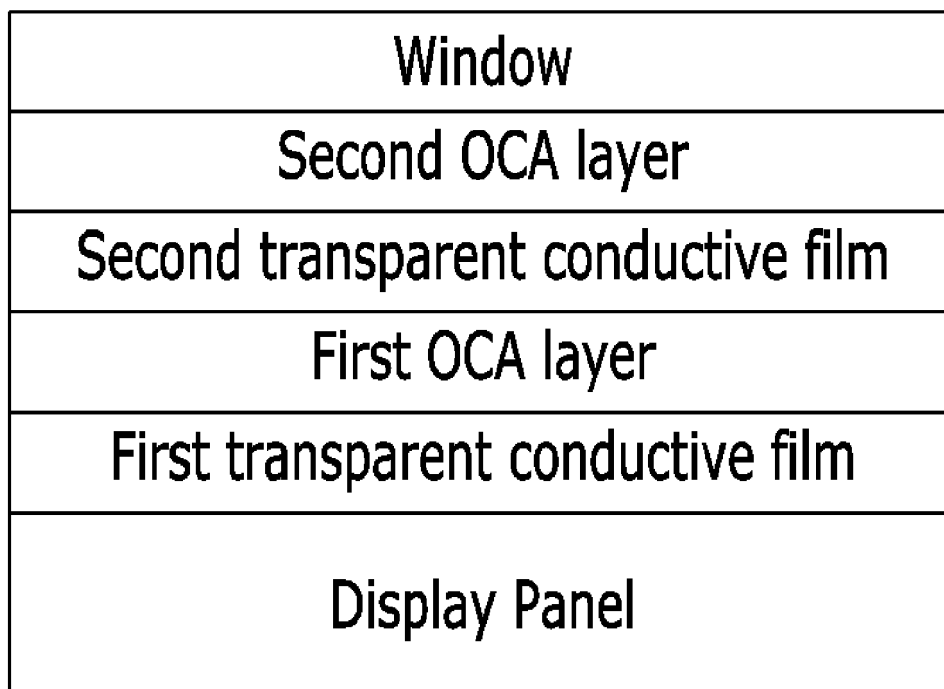 Window
Second OCA layer
Second transparent conductive film
First OCA layer
First transparent conductive film
Display Panel